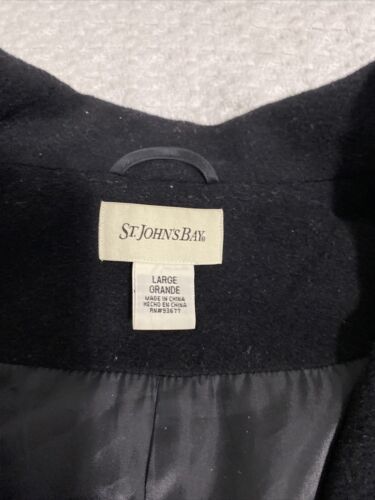 ST. JOHN'S BAY®
LARGE
GRANDE
MADE IN CHINA
HECHO EN CHINA
RN#93677